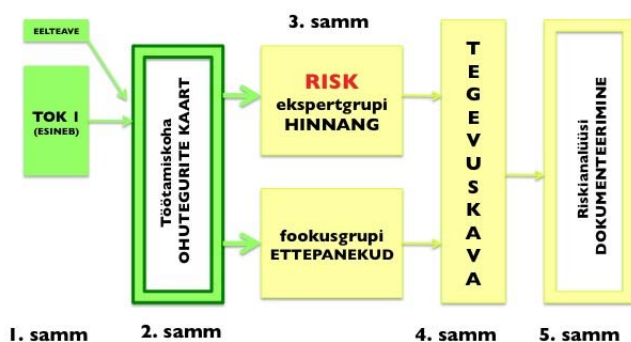 3. samm
EELTEAVE
TOK I
(ESINEB)
Töötamiskoha
OHUTEGURITE KAART
RISK
ekspertgrupi
HINNANG
fookusgrupi
ETTEPANEKUD
TEGEVUSKAVA
Riskianalüüsi
DOKUMENTEERIMINE
1. samm
2. samm
4. samm
5. samm